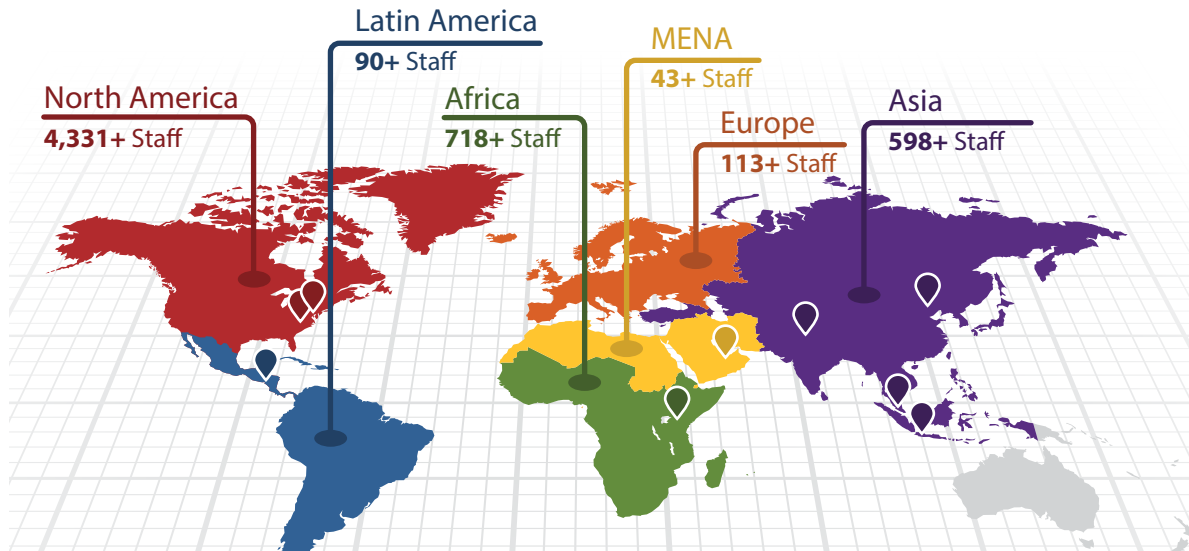 Latin America
90+ Staff
MENA
43+ Staff
North America
4,331+ Staff
Africa
718+ Staff
Europe
113+ Staff
Asia
598+ Staff